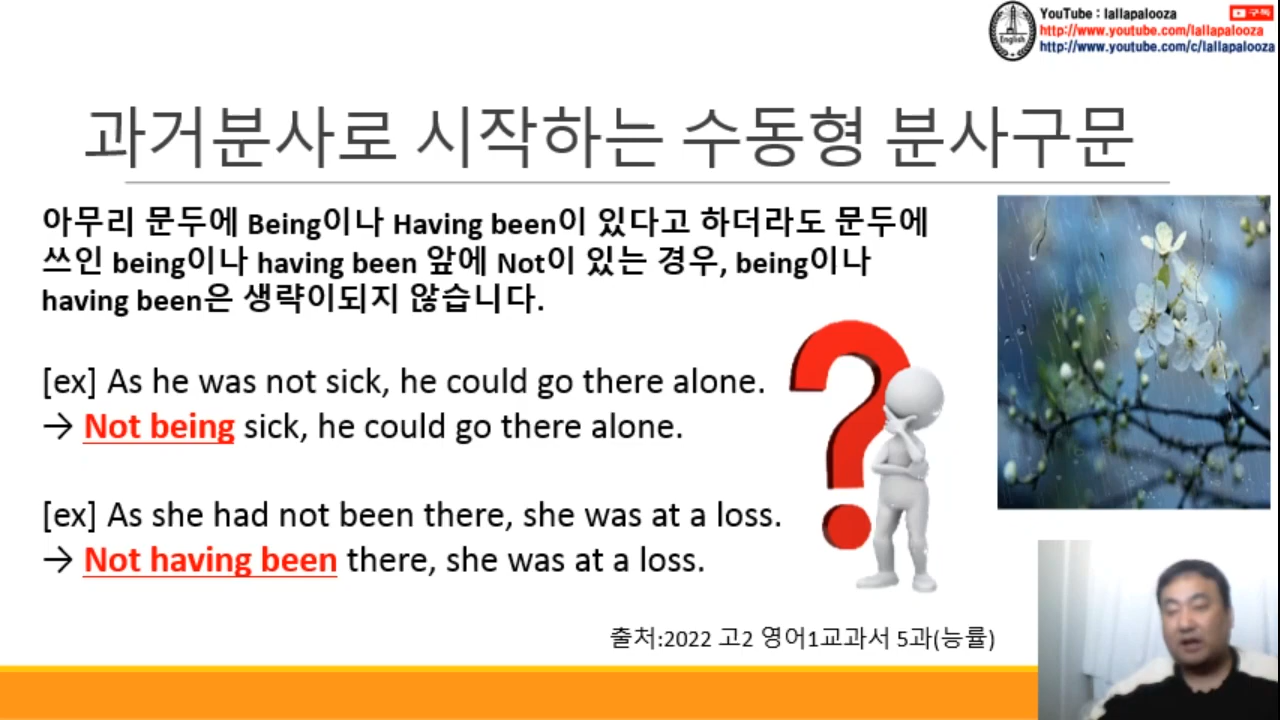 YouTube : lallapalooza
구독
http://www.youtube.com/lallapalooza
http://www.youtube.com/c/lallapalooza
English
과거분사로 시작하는 수동형 분사구문
아무리 문두에 Being이나 Having been이 있다고 하더라도 문두에
쓰인 being이나 having been 앞에 Not이 있는 경우, being이나
having been은 생략이되지 않습니다.
[ex] As he was not sick, he could go there alone.
→ Not being sick, he could go there alone.
[ex] As she had not been there, she was at a loss.
→ Not having been there, she was at a loss.
출처:2022 고2 영어1교과서 5과(능률)